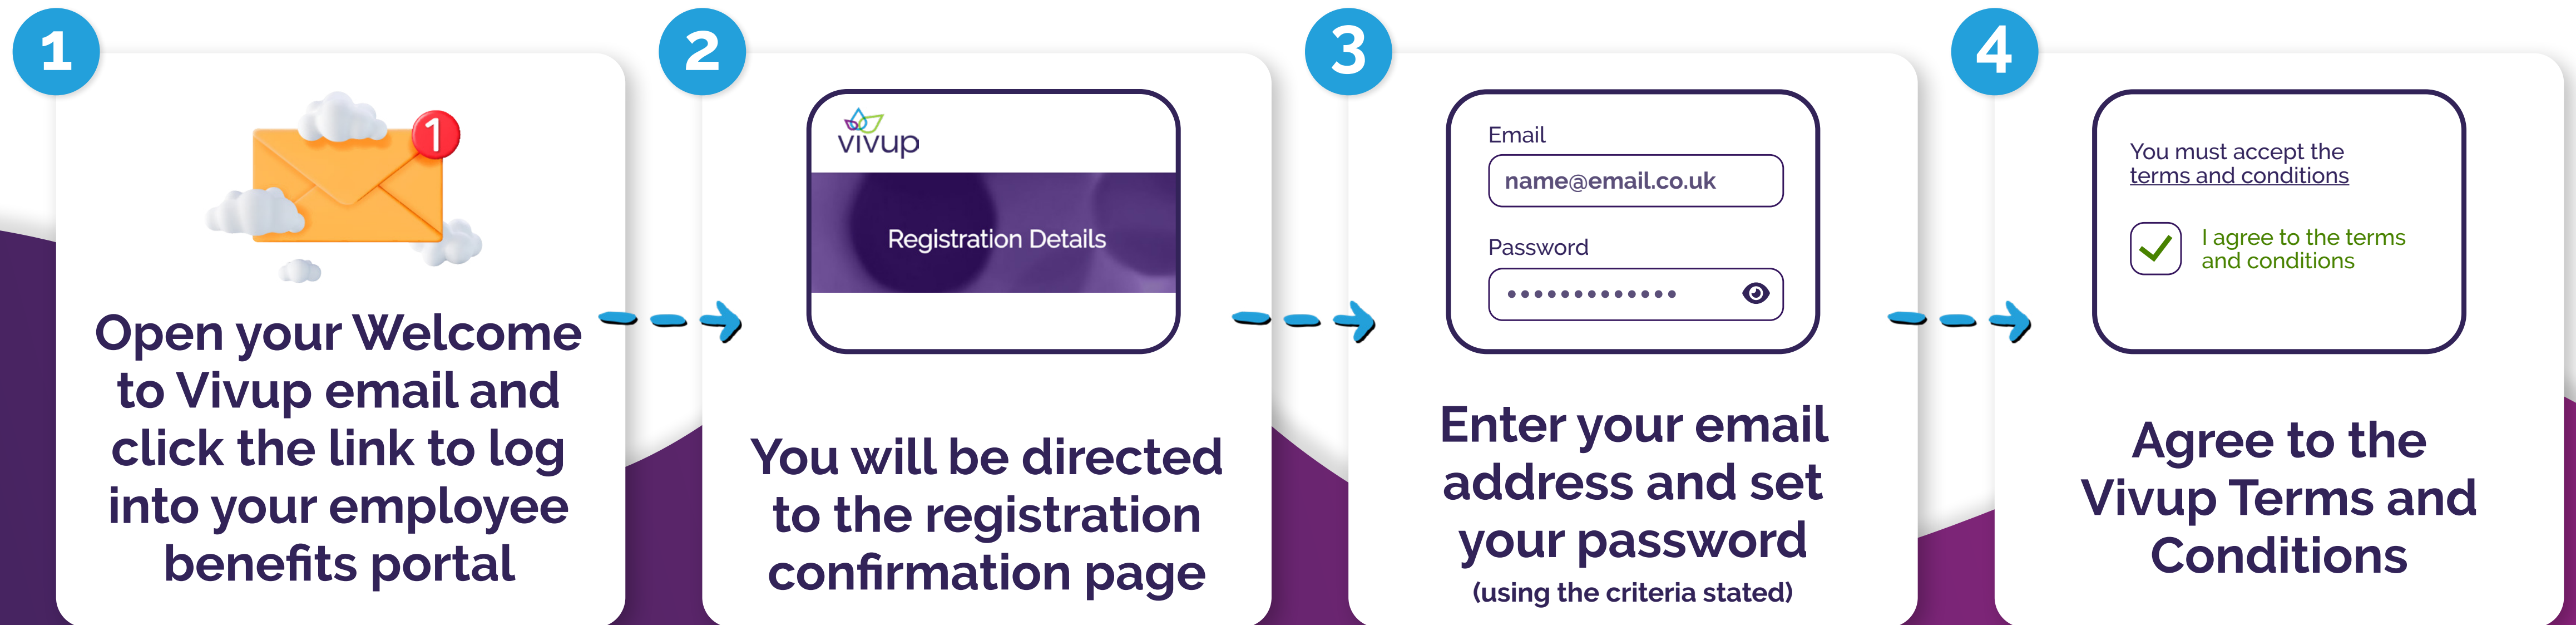 1
1
Open your Welcome
to Vivup email and
click the link to log
into your employee
benefits portal
2
vivup
Registration Details
You will be directed
to the registration
confirmation page
3
Email
name@email.co.uk
Password
Enter your email
address and set
your password
(using the criteria stated)
4
You must accept the
terms and conditions
I agree to the terms
and conditions
Agree to the
Vivup Terms and
Conditions